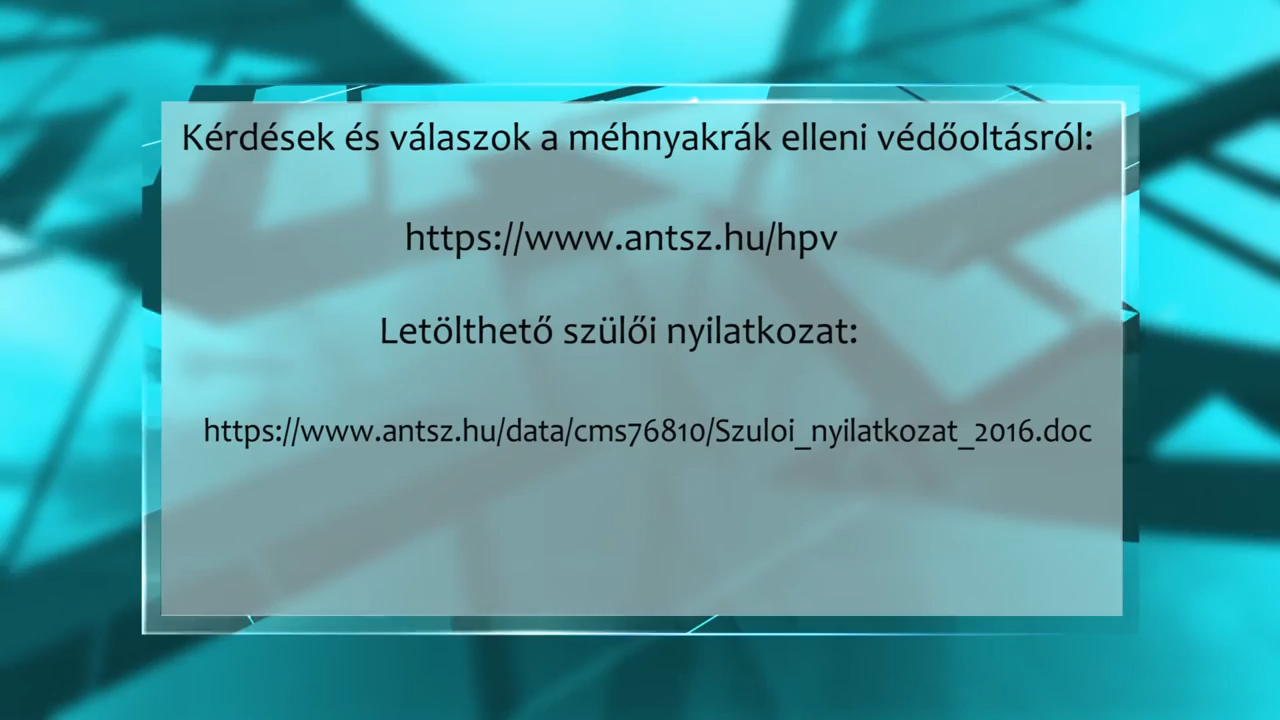 Kérdések és válaszok a méhnyakrák elleni védőoltásról:
https://www.antsz.hu/hpv
Letölthető szülői nyilatkozat:
https://www.antsz.hu/data/cms76810/Szuloi_nyilatkozat_2016.doc